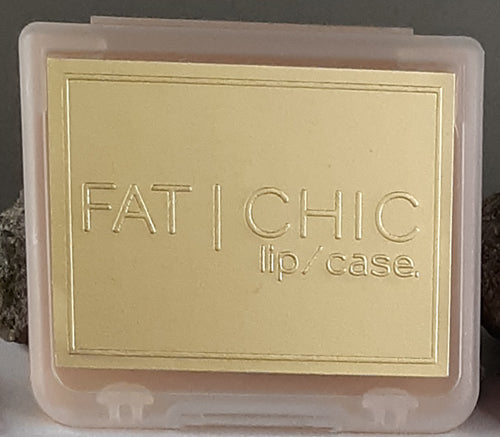 FAT | CHIC
lip/case.